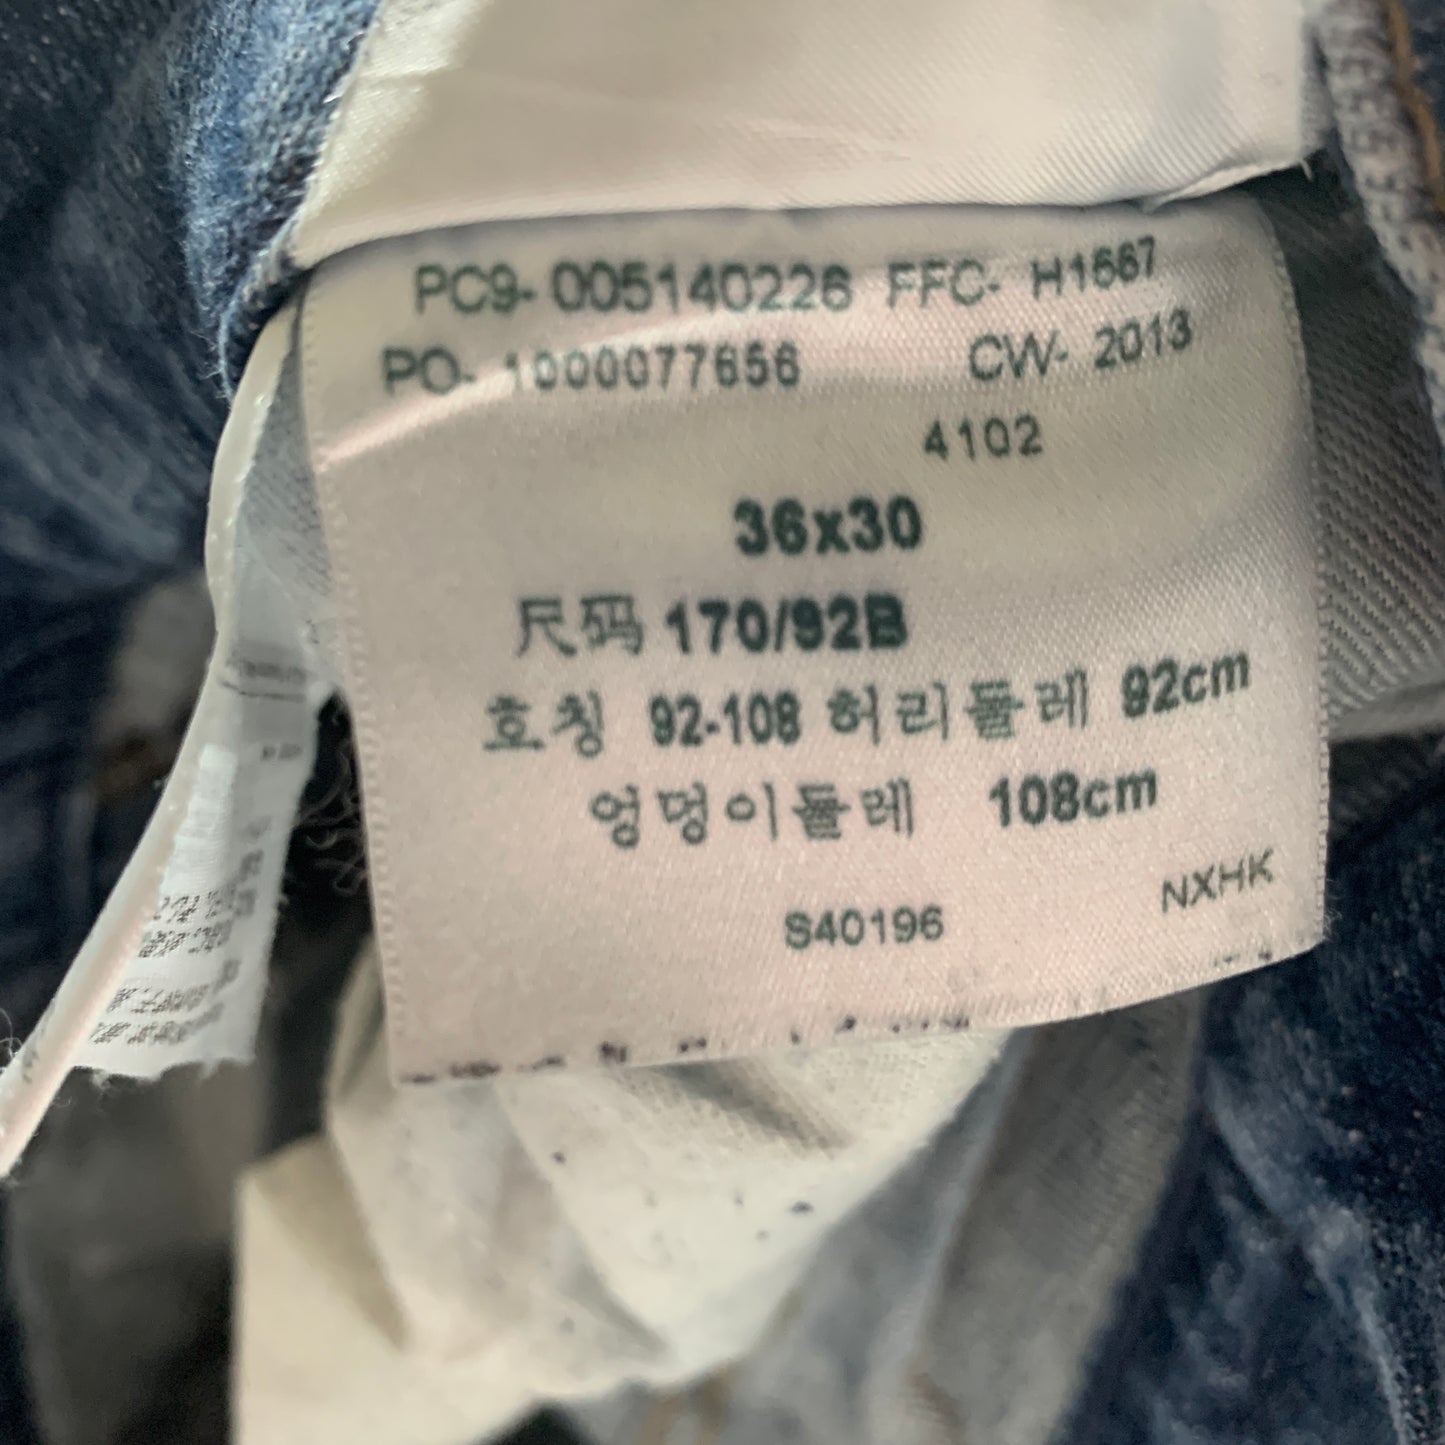 PC9- 005140226 FFC- H1667
PO- 1000077656 CW- 2013
4102
36x30
尺码 170/92B
호칭 92-108 허리둘레 92cm
엉덩이둘레 108cm
NXHK
S40196